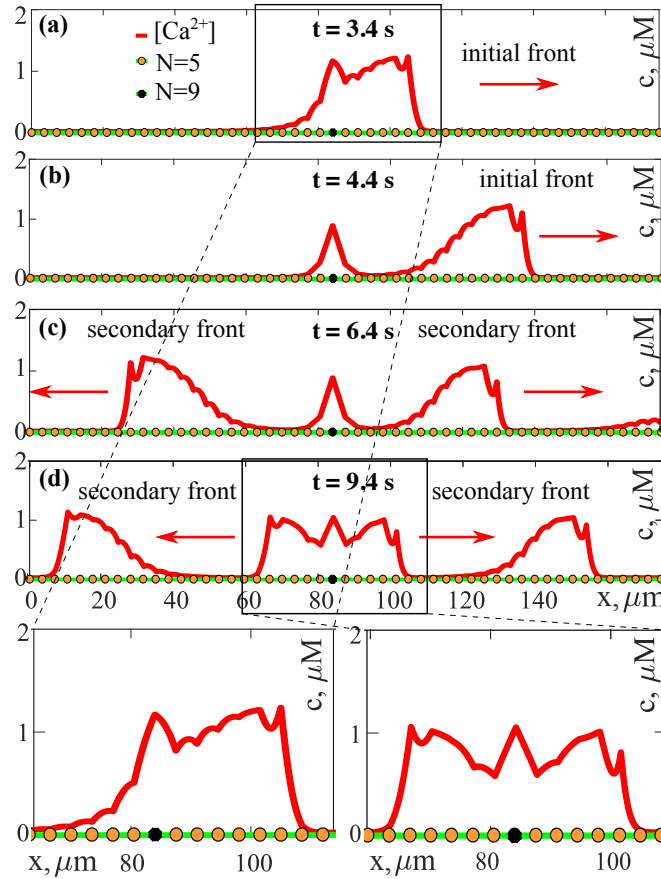 (a)
[Ca²⁺]
N=5
N=9
t = 3.4 s
initial front
c, μM
2
1
0
(b)
t = 4.4 s
initial front
c, μM
2
1
0
(c)
secondary front
t = 6.4 s
secondary front
c, μM
2
1
0
(d)
secondary front
t = 9.4 s
secondary front
c, μM
2
1
0
0 20 40 60 80 100 120 140 x, μm
2
1
0
c, μM
x, μm 80 100
2
1
0
c, μM
x, μm 80 100